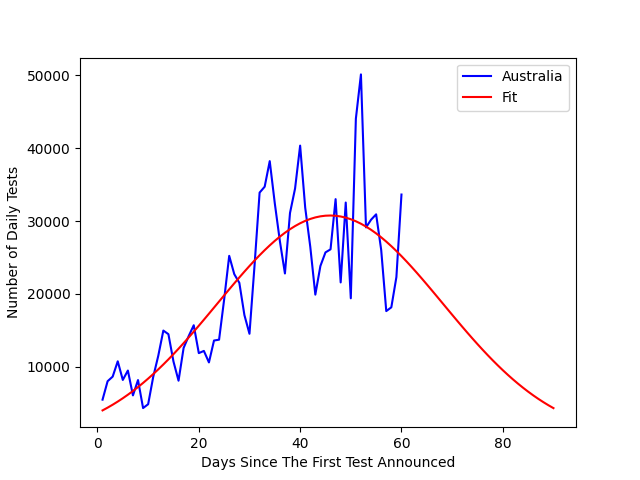 Australia
Fit
50000
40000
30000
20000
10000
Number of Daily Tests
0
20
40
60
80
Days Since The First Test Announced